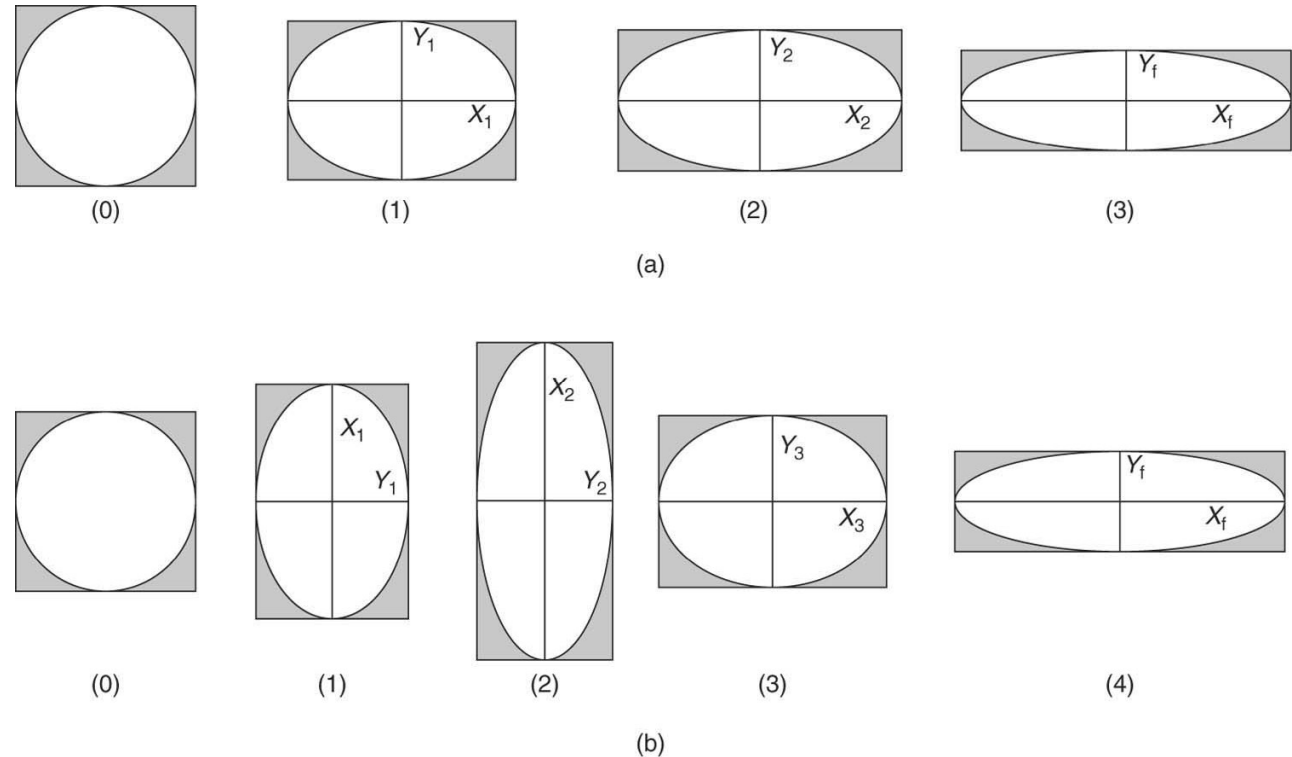 Y1 Y2 Yf
X1 X2 Xf
(0) (1) (2) (3)
(a)
X1 X2 Y3 Yf
Y1 Y2 X3 Xf
(0) (1) (2) (3) (4)
(b)